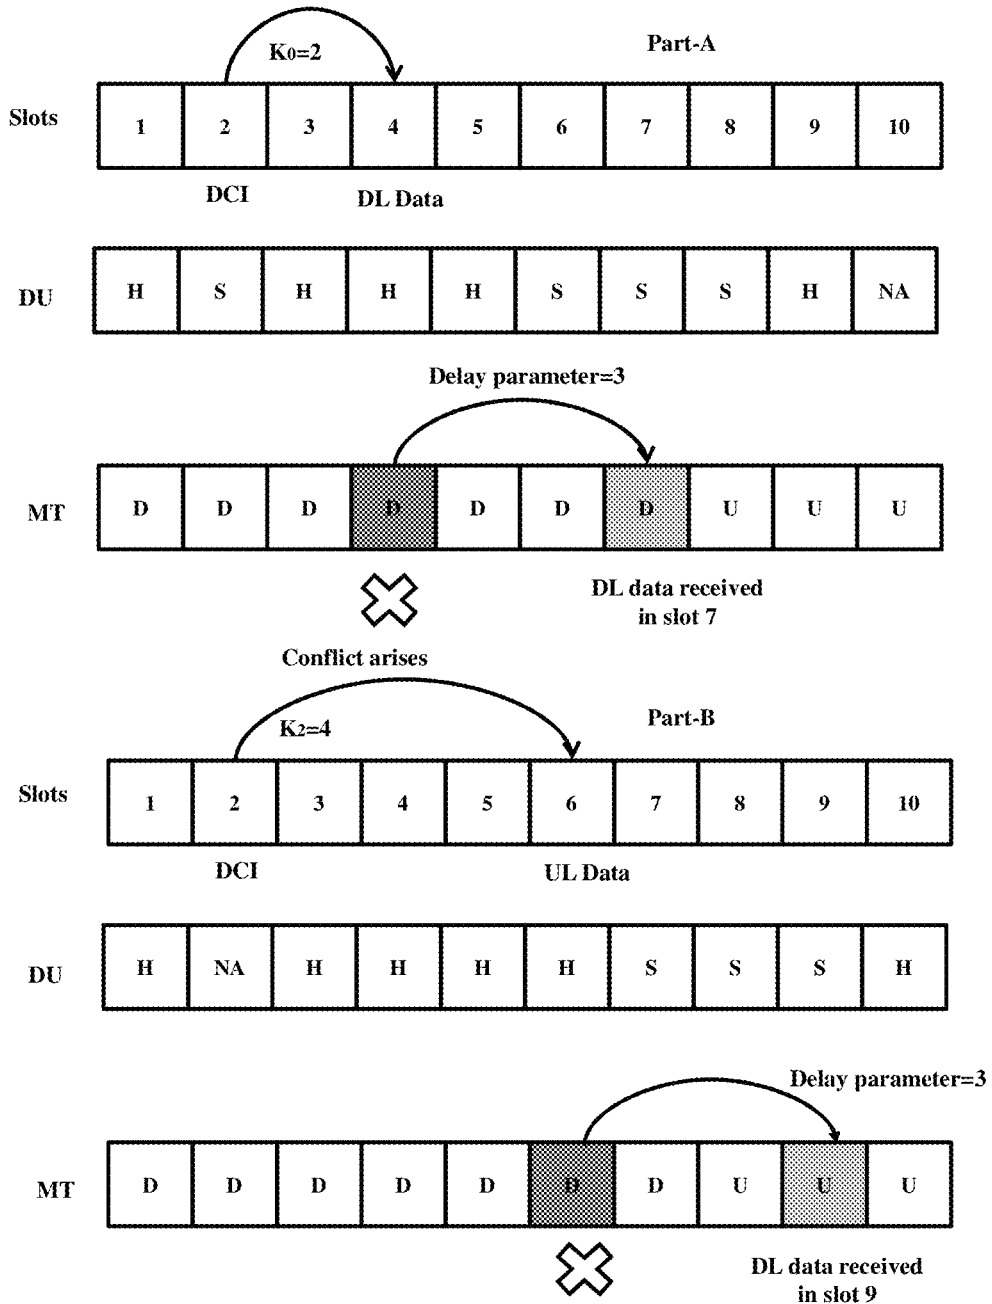 K0=2
Part-A
Slots 1 2 3 4 5 6 7 8 9 10
DCI DL Data
DU H S H H H S S S H NA
Delay parameter=3
MT D D D D D D D U U U
DL data received
in slot 7
Conflict arises
K2=4
Part-B
Slots 1 2 3 4 5 6 7 8 9 10
DCI UL Data
DU H NA H H H H S S S H
Delay parameter=3
MT D D D D D D D U U U
DL data received
in slot 9